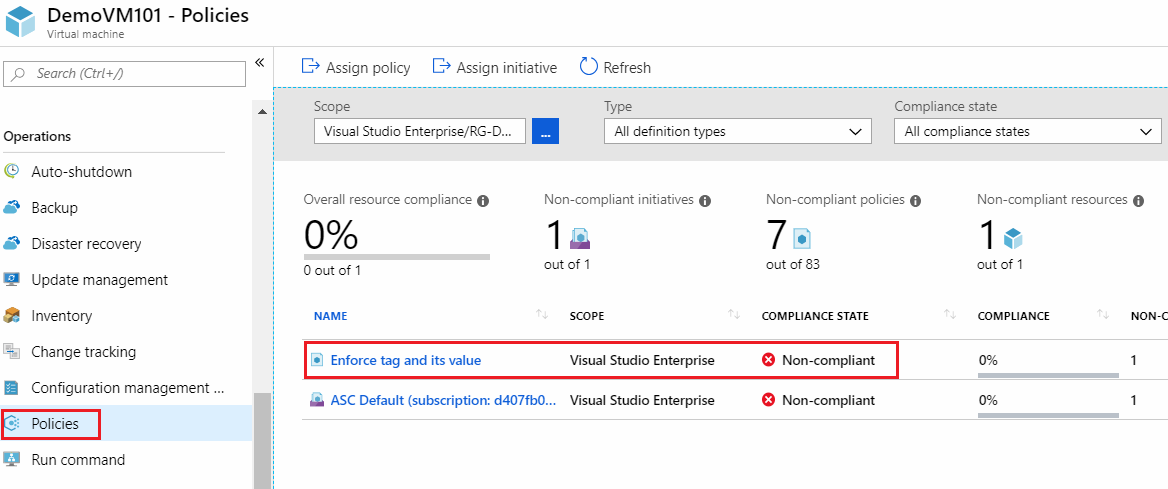 DemoVM101 - Policies
Virtual machine
Search (Ctrl+/)
«
Operations
Auto-shutdown
Backup
Disaster recovery
Update management
Inventory
Change tracking
Configuration management ...
Policies
Run command
Assign policy Assign initiative Refresh
Scope Type Compliance state
Visual Studio Enterprise/RG-D... ... All definition types All compliance states
Overall resource compliance Non-compliant initiatives Non-compliant policies Non-compliant resources
0% 1 7 1
0 out of 1 out of 1 out of 83 out of 1
NAME SCOPE COMPLIANCE STATE COMPLIANCE NON-C
Enforce tag and its value Visual Studio Enterprise Non-compliant 0% 1
ASC Default (subscription: d407fb0... Visual Studio Enterprise Non-compliant 0% 1